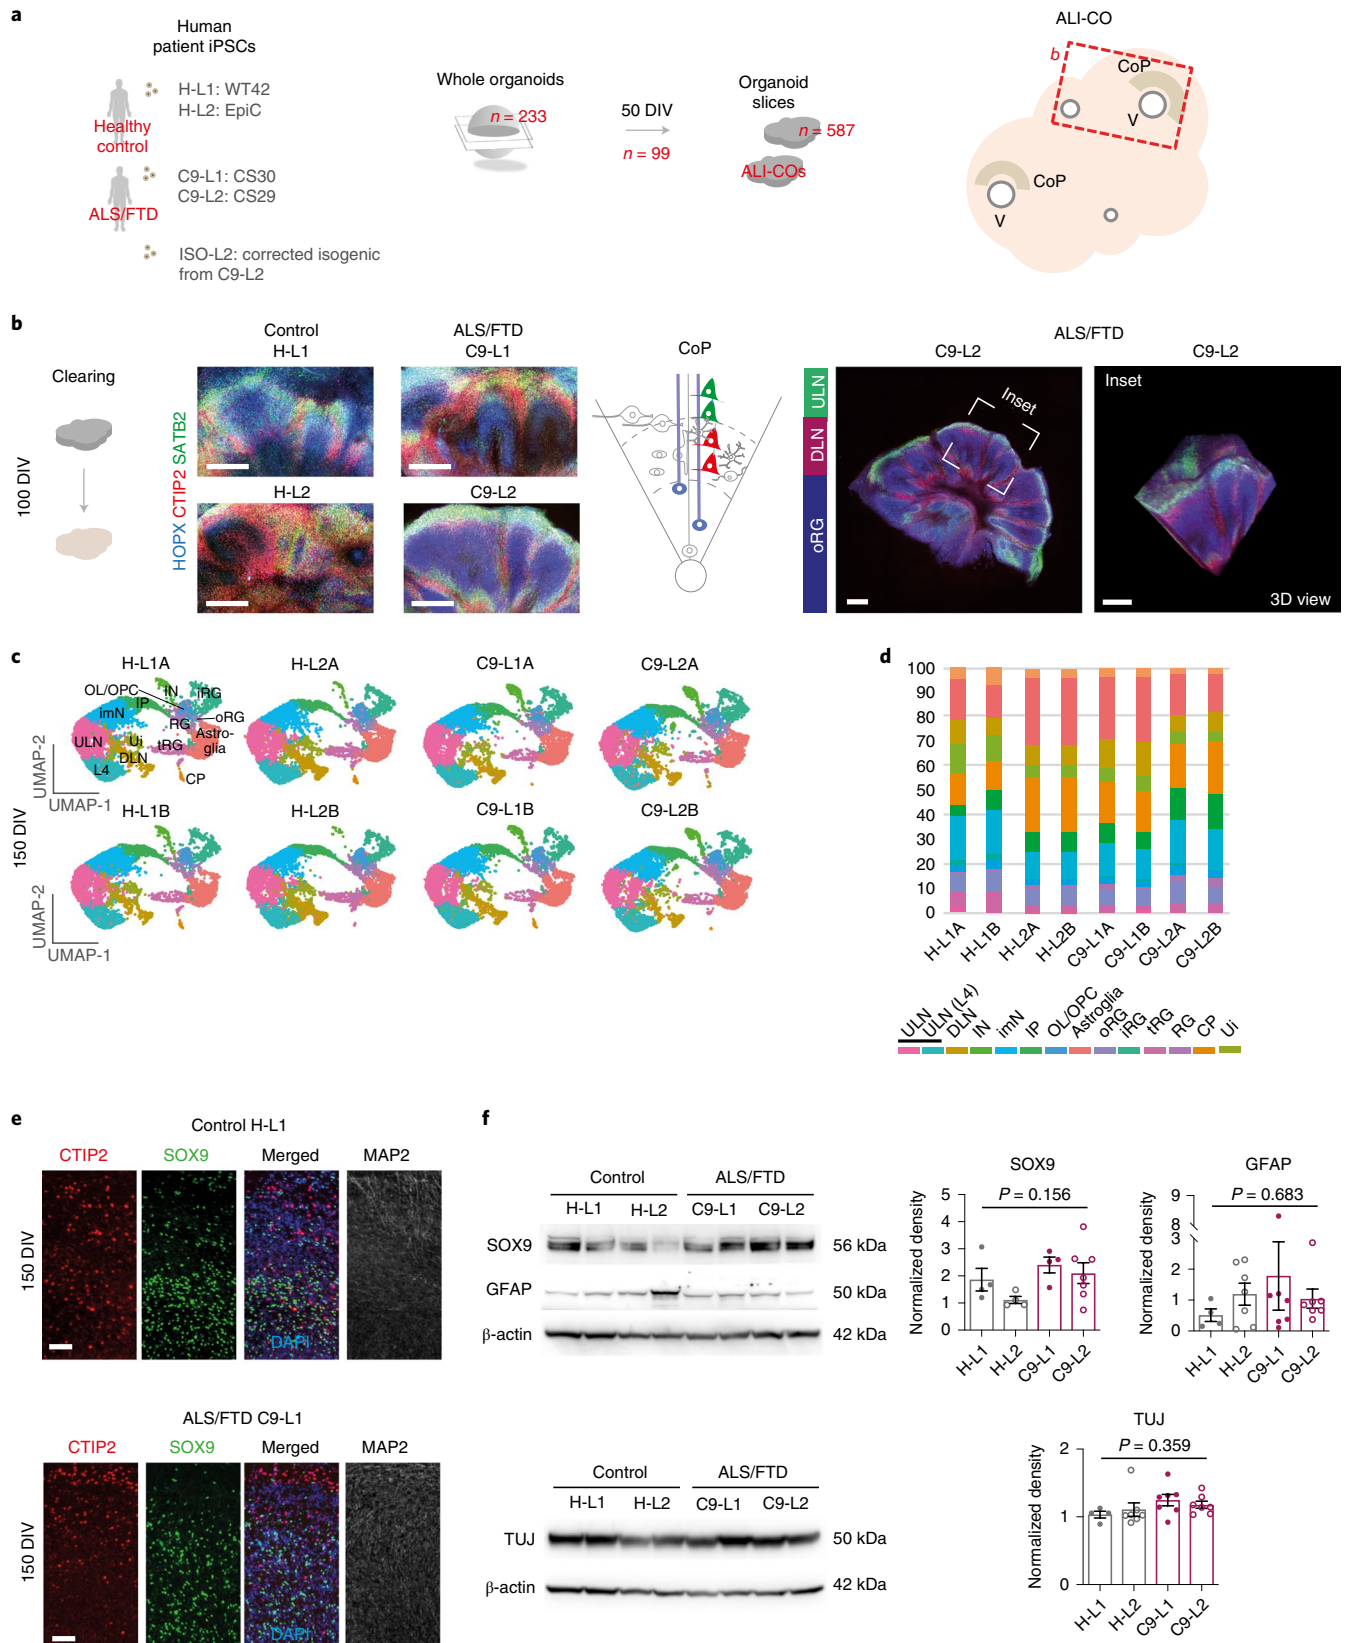 a
Human
patient iPSCs
H-L1: WT42
H-L2: EpiC
Healthy
control
C9-L1: CS30
C9-L2: CS29
ALS/FTD
ISO-L2: corrected isogenic
from C9-L2
Whole organoids
n = 233
50 DIV
n = 99
Organoid
slices
n = 587
ALI-COs
ALI-CO
b
CoP
V
CoP
V
b
Clearing
100 DIV
HOPX CTIP2 SATB2
Control
H-L1
ALS/FTD
C9-L1
H-L2
C9-L2
CoP
ULN
DLN
oRG
ALS/FTD
C9-L2
Inset
C9-L2
Inset
3D view
c
150 DIV
H-L1A
H-L2A
C9-L1A
C9-L2A
OL/OPC
IN
iRG
IP
imN
RG
oRG
ULN
Ui
tRG
Astro-
glia
DLN
L4
CP
UMAP-2
UMAP-1
H-L1B
H-L2B
C9-L1B
C9-L2B
UMAP-2
UMAP-1
d
100
90
80
70
60
50
40
30
20
10
0
H-L1A
H-L1B
H-L2A
H-L2B
C9-L1A
C9-L1B
C9-L2A
C9-L2B
ULN
ULN (L4)
DLN
IN
imN
IP
OL/OPC
Astroglia
oRG
iRG
tRG
RG
CP
Ui
e
Control H-L1
CTIP2
SOX9
Merged
MAP2
150 DIV
DAPI
ALS/FTD C9-L1
CTIP2
SOX9
Merged
MAP2
150 DIV
DAPI
f
Control
ALS/FTD
H-L1
H-L2
C9-L1
C9-L2
SOX9
56 kDa
GFAP
50 kDa
β-actin
42 kDa
Control
ALS/FTD
H-L1
H-L2
C9-L1
C9-L2
TUJ
50 kDa
β-actin
42 kDa
SOX9
P = 0.156
Normalized density
5
4
3
2
1
0
H-L1
H-L2
C9-L1
C9-L2
GFAP
P = 0.683
Normalized density
9
8
3
2
1
0
H-L1
H-L2
C9-L1
C9-L2
TUJ
P = 0.359
Normalized density
2
1
0
H-L1
H-L2
C9-L1
C9-L2